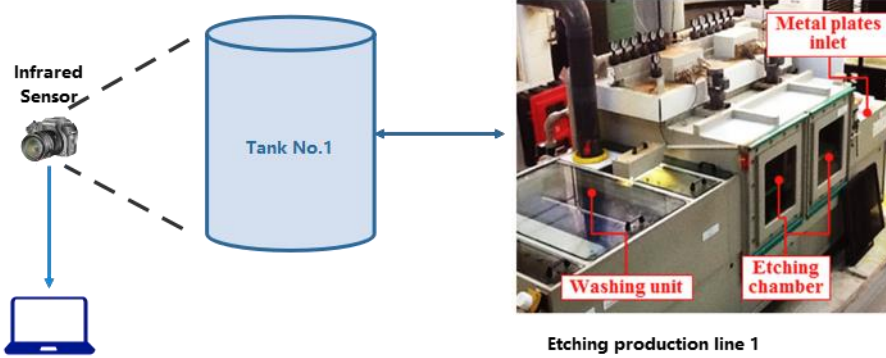 Infrared
Sensor
Tank No.1
Metal plates
inlet
Washing unit
Etching
chamber
Etching production line 1